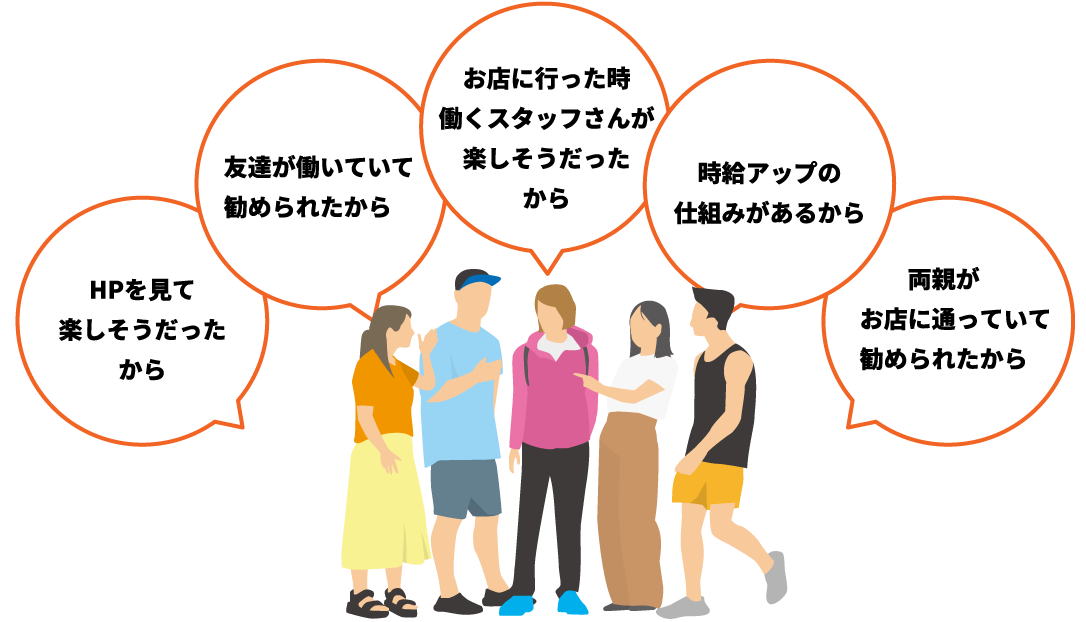 HPを見て
楽しそうだった
から
友達が働いていて
勧められたから
お店に行った時
働くスタッフさんが
楽しそうだった
から
時給アップの
仕組みがあるから
両親が
お店に通っていて
勧められたから